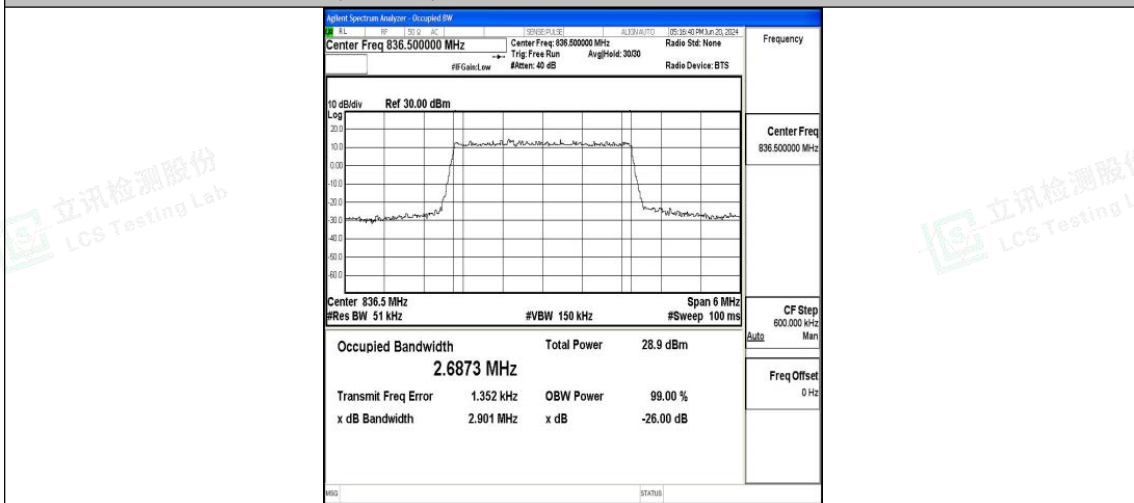 Agilent Spectrum Analyzer - Occupied BW
RL RF 50 Ω AC SENSE:PULSE ALIGN AUTO 05:16:40 PM Jun 20, 2024
Center Freq 836.500000 MHz
Center Freq: 836.500000 MHz
Radio Std: None
Trig: Free Run Avg|Hold: 30/30
#IFGain:Low #Atten: 40 dB Radio Device: BTS
10 dB/div Ref 30.00 dBm
Log
20.0
10.0
0.00
-10.0
-20.0
-30.0
-40.0
-50.0
-60.0
Center 836.5 MHz Span 6 MHz
#Res BW 51 kHz #VBW 150 kHz #Sweep 100 ms
Occupied Bandwidth Total Power 28.9 dBm
2.6873 MHz
Transmit Freq Error 1.352 kHz OBW Power 99.00 %
x dB Bandwidth 2.901 MHz x dB -26.00 dB
MSG STATUS
Frequency
Center Freq
836.500000 MHz
CF Step
600.000 kHz
Auto Man
Freq Offset
0 Hz
立讯检测股份
LCS Testing Lab
立讯检测股份
LCS Testing L